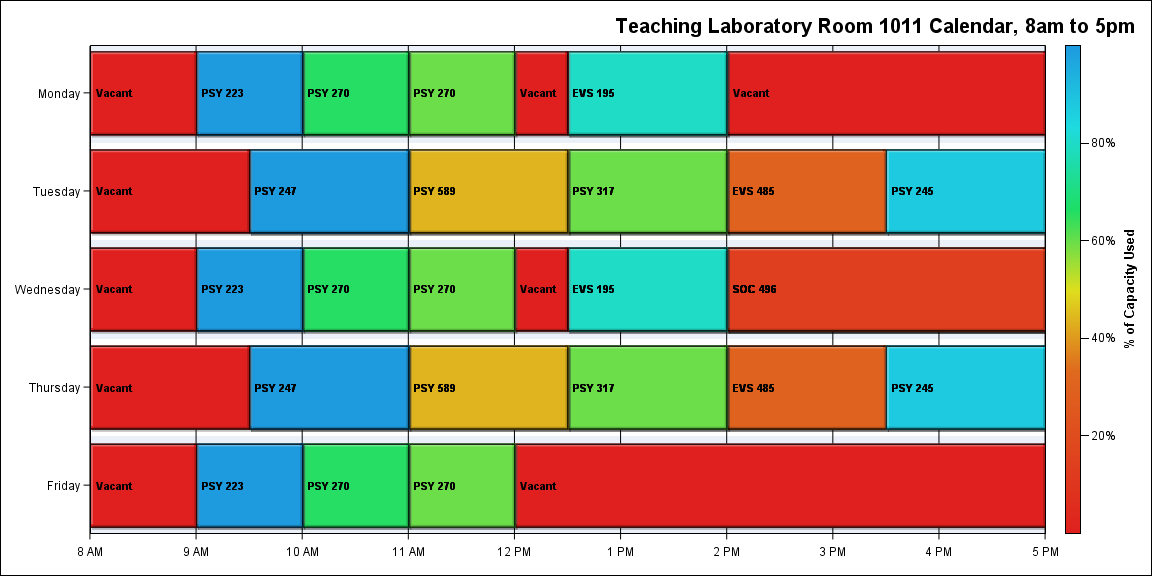 Teaching Laboratory Room 1011 Calendar, 8am to 5pm
Monday
Vacant
PSY 223
PSY 270
PSY 270
Vacant
EVS 195
Vacant
Tuesday
Vacant
PSY 247
PSY 589
PSY 317
EVS 485
PSY 245
Wednesday
Vacant
PSY 223
PSY 270
PSY 270
Vacant
EVS 195
SOC 496
Thursday
Vacant
PSY 247
PSY 589
PSY 317
EVS 485
PSY 245
Friday
Vacant
PSY 223
PSY 270
PSY 270
Vacant
8 AM
9 AM
10 AM
11 AM
12 PM
1 PM
2 PM
3 PM
4 PM
5 PM
80%
60%
40%
20%
% of Capacity Used